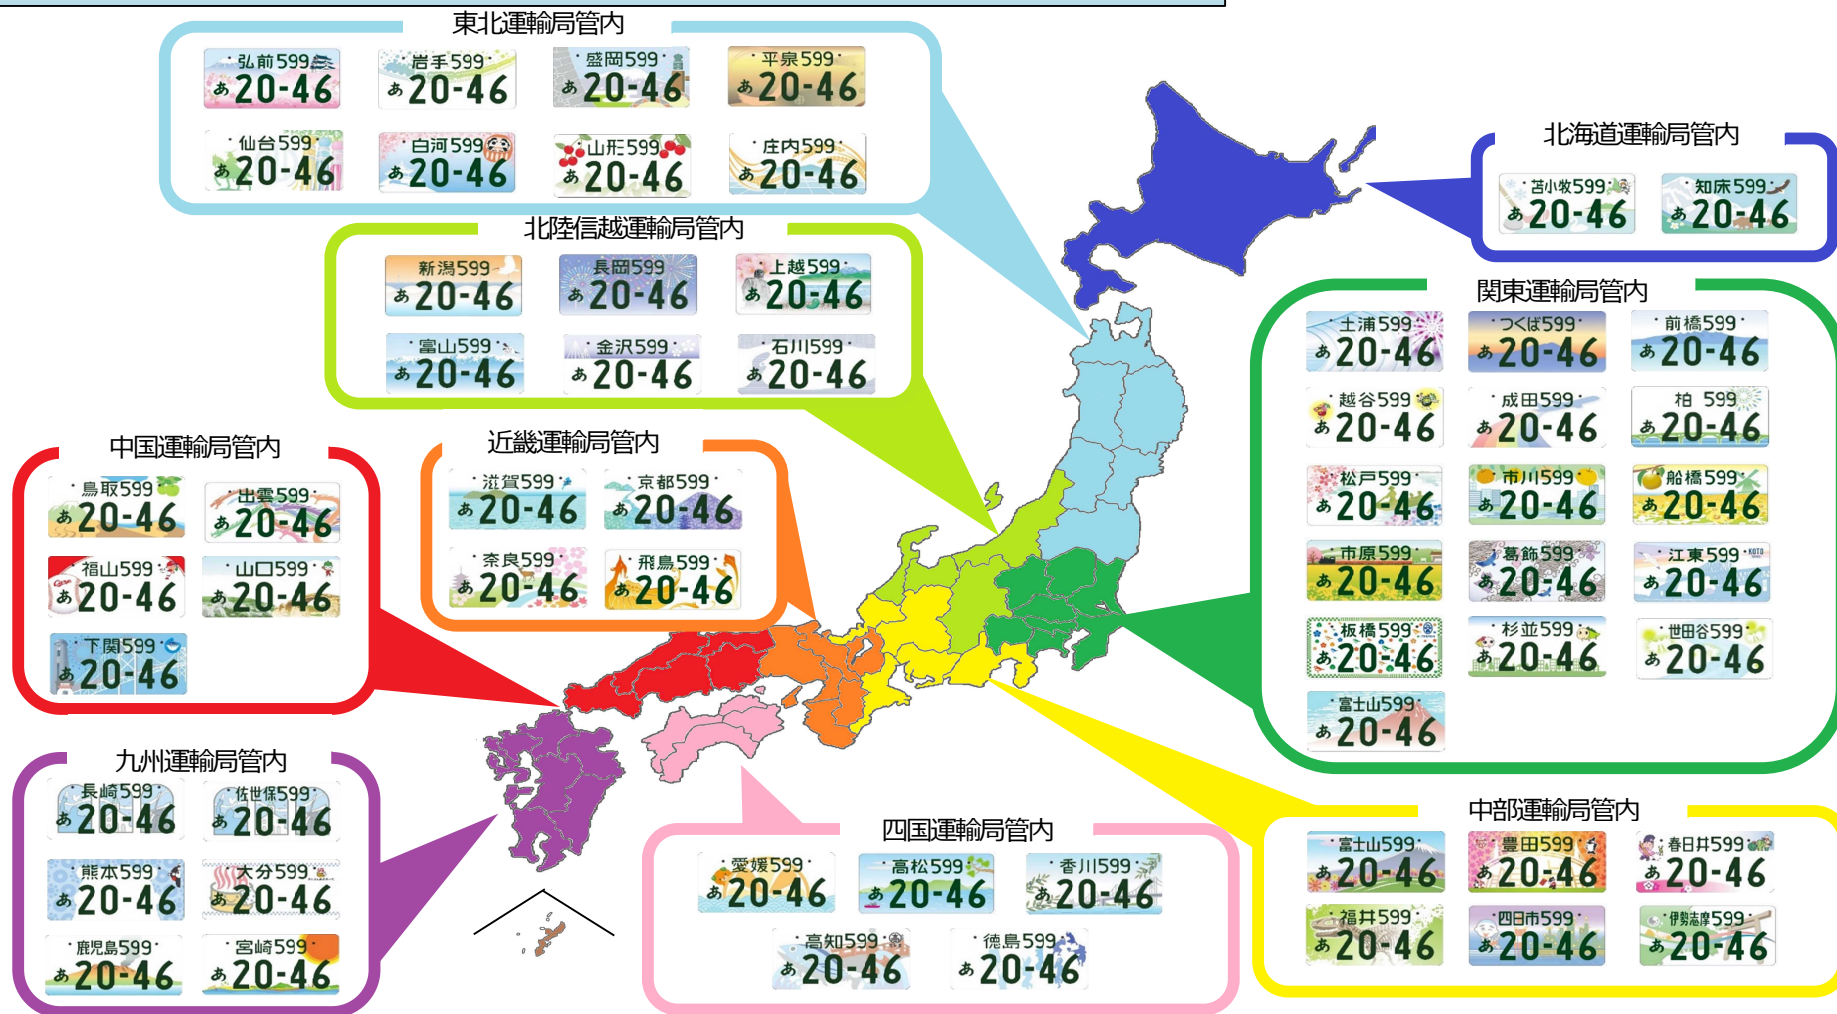 東北運輸局管内
弘前599
あ20-46
岩手599
あ20-46
盛岡599
あ20-46
平泉599
あ20-46
仙台599
あ20-46
白河599
あ20-46
山形599
あ20-46
庄内599
あ20-46
北海道運輸局管内
苫小牧599
あ20-46
知床599
あ20-46
北陸信越運輸局管内
新潟599
あ20-46
長岡599
あ20-46
上越599
あ20-46
富山599
あ20-46
金沢599
あ20-46
石川599
あ20-46
関東運輸局管内
土浦599
あ20-46
つくば599
あ20-46
前橋599
あ20-46
越谷599
あ20-46
成田599
あ20-46
柏 599
あ20-46
松戸599
あ20-46
市川599
あ20-46
船橋599
あ20-46
市原599
あ20-46
葛飾599
あ20-46
江東599
KOTO
あ20-46
板橋599
あ20-46
杉並599
あ20-46
世田谷599
あ20-46
富士山599
あ20-46
中国運輸局管内
鳥取599
あ20-46
出雲599
あ20-46
福山599
Carp
あ20-46
山口599
あ20-46
下関599
あ20-46
近畿運輸局管内
滋賀599
あ20-46
京都599
あ20-46
奈良599
あ20-46
飛鳥599
あ20-46
九州運輸局管内
長崎599
あ20-46
佐世保599
あ20-46
熊本599
あ20-46
大分599
あ20-46
鹿児島599
あ20-46
宮崎599
あ20-46
四国運輸局管内
愛媛599
あ20-46
高松599
あ20-46
香川599
あ20-46
高知599
あ20-46
徳島599
あ20-46
中部運輸局管内
富士山599
あ20-46
豊田599
あ20-46
春日井599
あ20-46
福井599
あ20-46
四日市599
あ20-46
伊勢志摩599
あ20-46